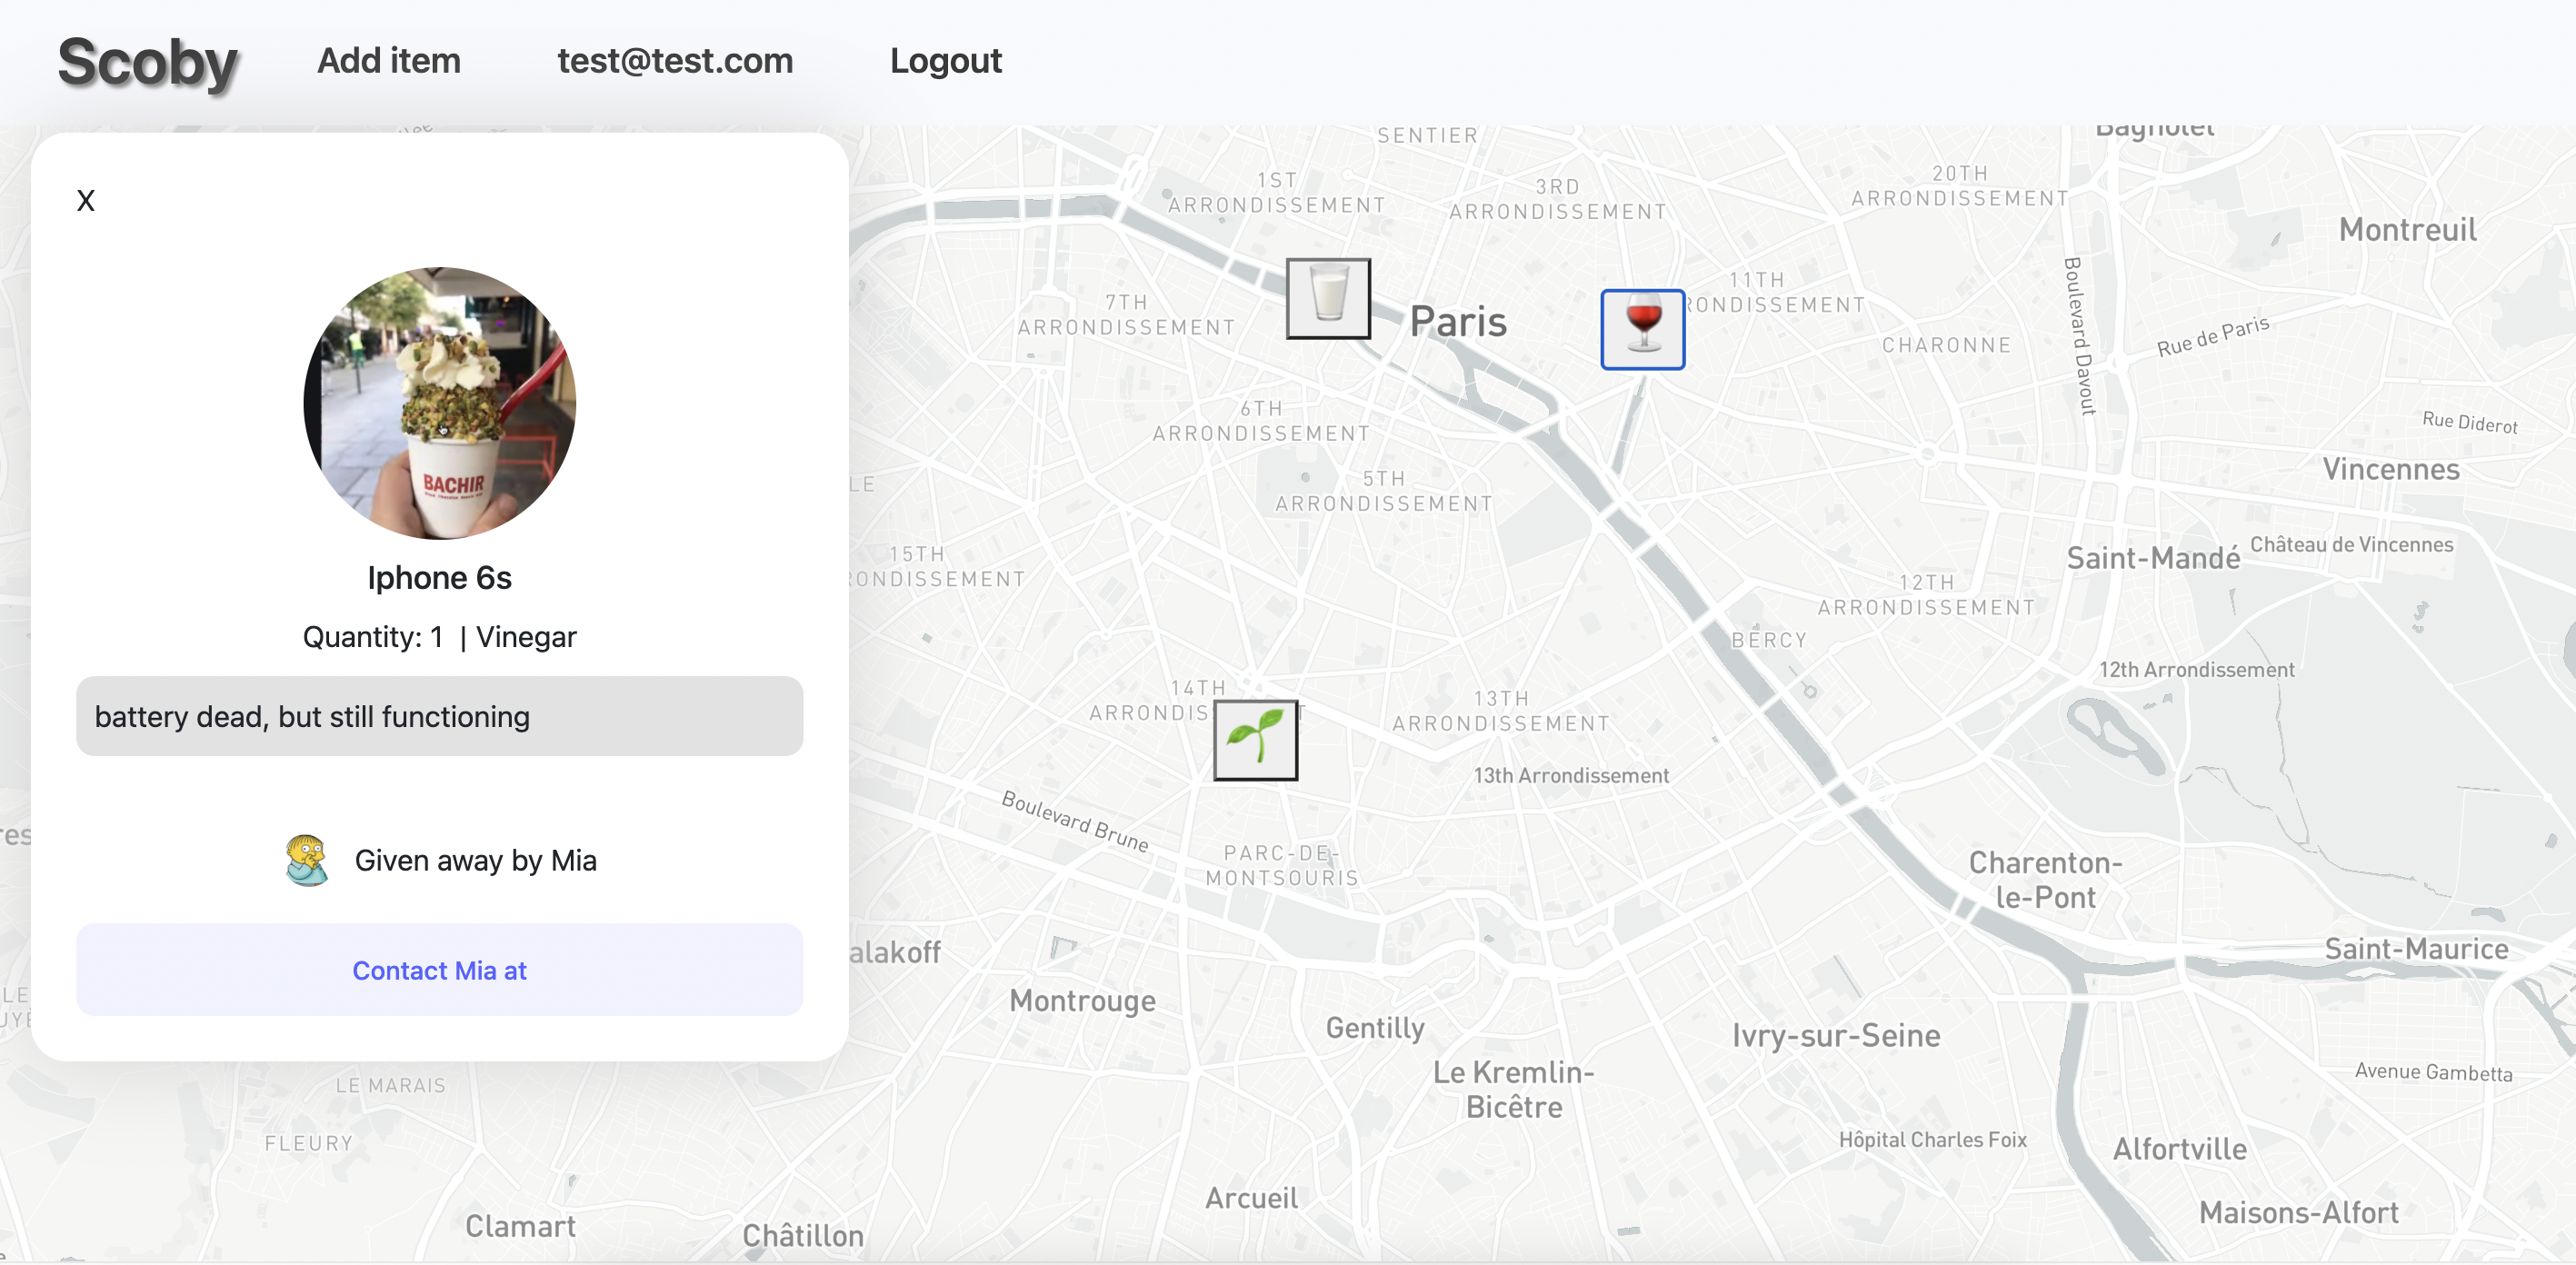 Scoby
Add item
test@test.com
Logout
X
BACHIR
Iphone 6s
Quantity: 1 | Vinegar
battery dead, but still functioning
Given away by Mia
Contact Mia at
SENTIER
Bagnolet
1ST
ARRONDISSEMENT
3RD
ARRONDISSEMENT
20TH
ARRONDISSEMENT
Montreuil
7TH
ARRONDISSEMENT
Paris
11TH
RONDISSEMENT
CHARONNE
Boulevard Davout
Rue de Paris
6TH
ARRONDISSEMENT
Rue Diderot
LE
5TH
ARRONDISSEMENT
Vincennes
15TH
RONDISSEMENT
Saint-Mandé
Château de Vincennes
12TH
ARRONDISSEMENT
BERCY
12th Arrondissement
14TH
ARRONDIS
T
13TH
ARRONDISSEMENT
13th Arrondissement
Boulevard Brune
PARC-DE-
MONTSOURIS
Charenton-
le-Pont
alakoff
Saint-Maurice
Montrouge
Gentilly
Ivry-sur-Seine
Le Kremlin-
Bicêtre
Avenue Gambetta
LE MARAIS
FLEURY
Hôpital Charles Foix
Alfortville
Arcueil
Maisons-Alfort
Clamart
Châtillon